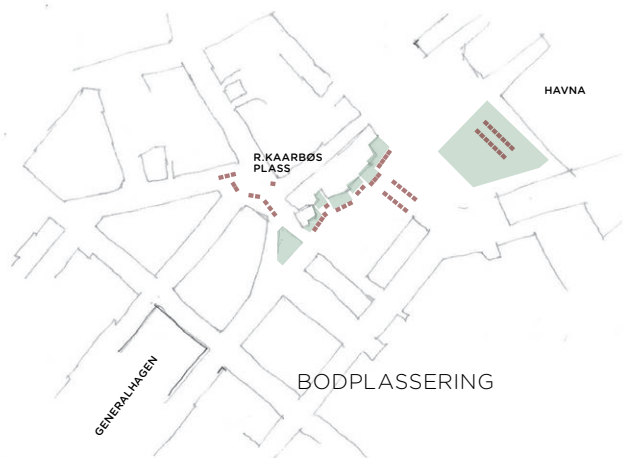 HAVNA
R.KAARBØS
PLASS
BODPLASSERING
GENERALHAGEN